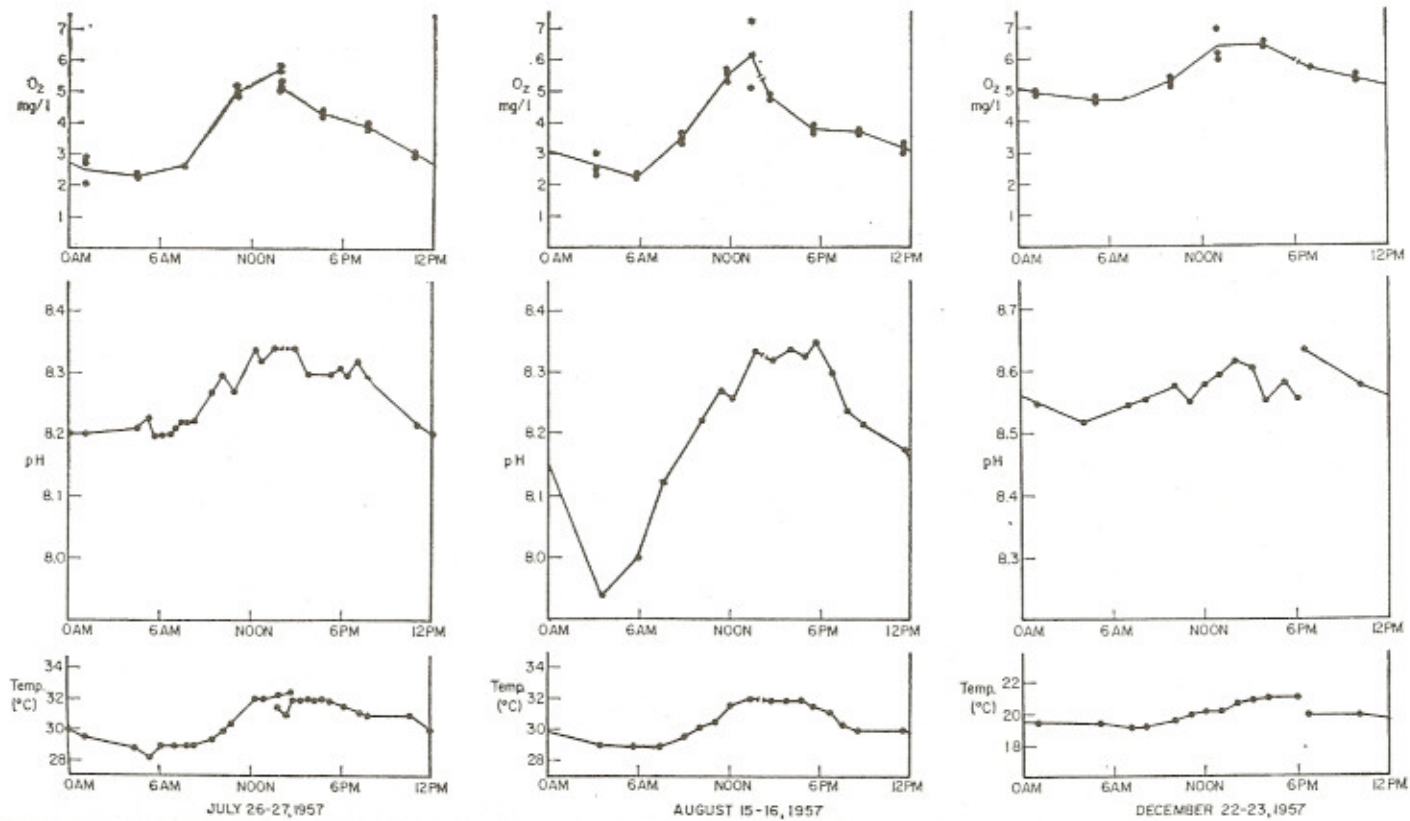 7
6
O₂
5
mg/l
4
3
2
1
0AM 6AM NOON 6PM 12PM
7
6
O₂
5
mg/l
4
3
2
1
0AM 6AM NOON 6PM 12PM
7
6
O₂
5
mg/l
4
3
2
1
0AM 6AM NOON 6PM 12PM
8.4
8.3
8.2
pH
8.1
8.0
0AM 6AM NOON 6PM 12PM
8.4
8.3
8.2
pH
8.1
8.0
0AM 6AM NOON 6PM 12PM
8.7
8.6
8.5
pH
8.4
8.3
0AM 6AM NOON 6PM 12PM
34
Temp.
32
(°C)
30
28
0AM 6AM NOON 6PM 12PM
JULY 26-27, 1957
34
Temp.
32
(°C)
30
28
0AM 6AM NOON 6PM 12PM
AUGUST 15-16, 1957
22
Temp.
(°C)
20
18
0AM 6AM NOON 6PM 12PM
DECEMBER 22-23, 1957